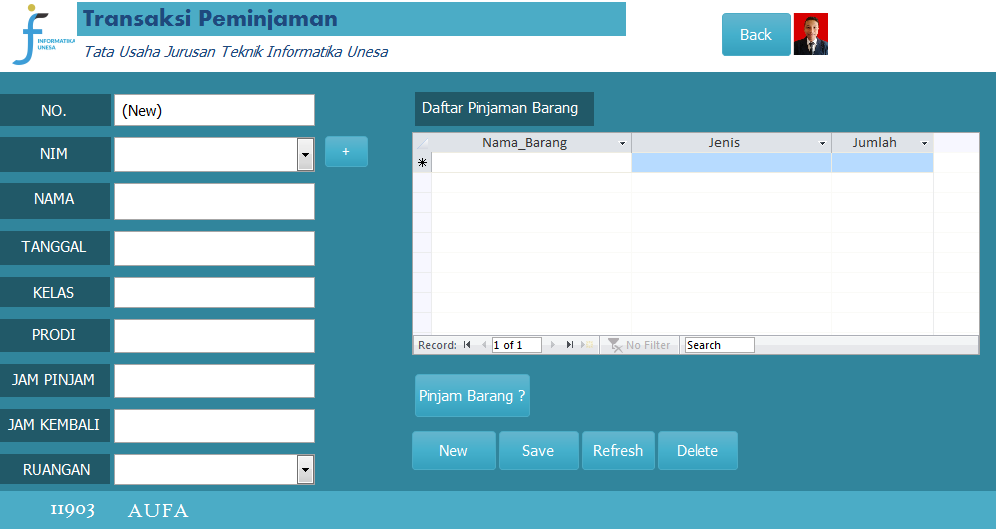 INFORMATIKA
UNESA
Transaksi Peminjaman
Tata Usaha Jurusan Teknik Informatika Unesa
Back
NO.
(New)
NIM
+
NAMA
TANGGAL
KELAS
PRODI
JAM PINJAM
JAM KEMBALI
RUANGAN
Daftar Pinjaman Barang
Nama_Barang Jenis Jumlah
Record: 1 of 1 No Filter Search
Pinjam Barang ?
New Save Refresh Delete
11903 AUFA